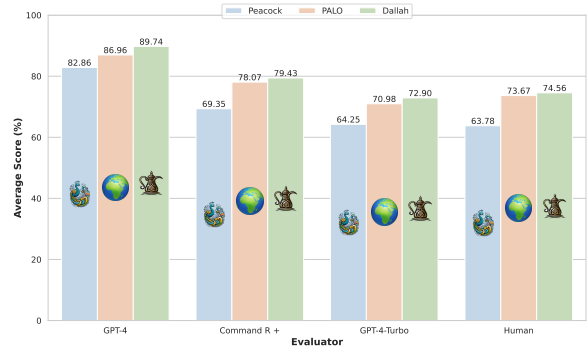 Peacock PALO Dallah
Average Score (%)
100
80
60
40
20
0
82.86 86.96 89.74
69.35 78.07 79.43
64.25 70.98 72.90
63.78 73.67 74.56
GPT-4 Command R + GPT-4-Turbo Human
Evaluator